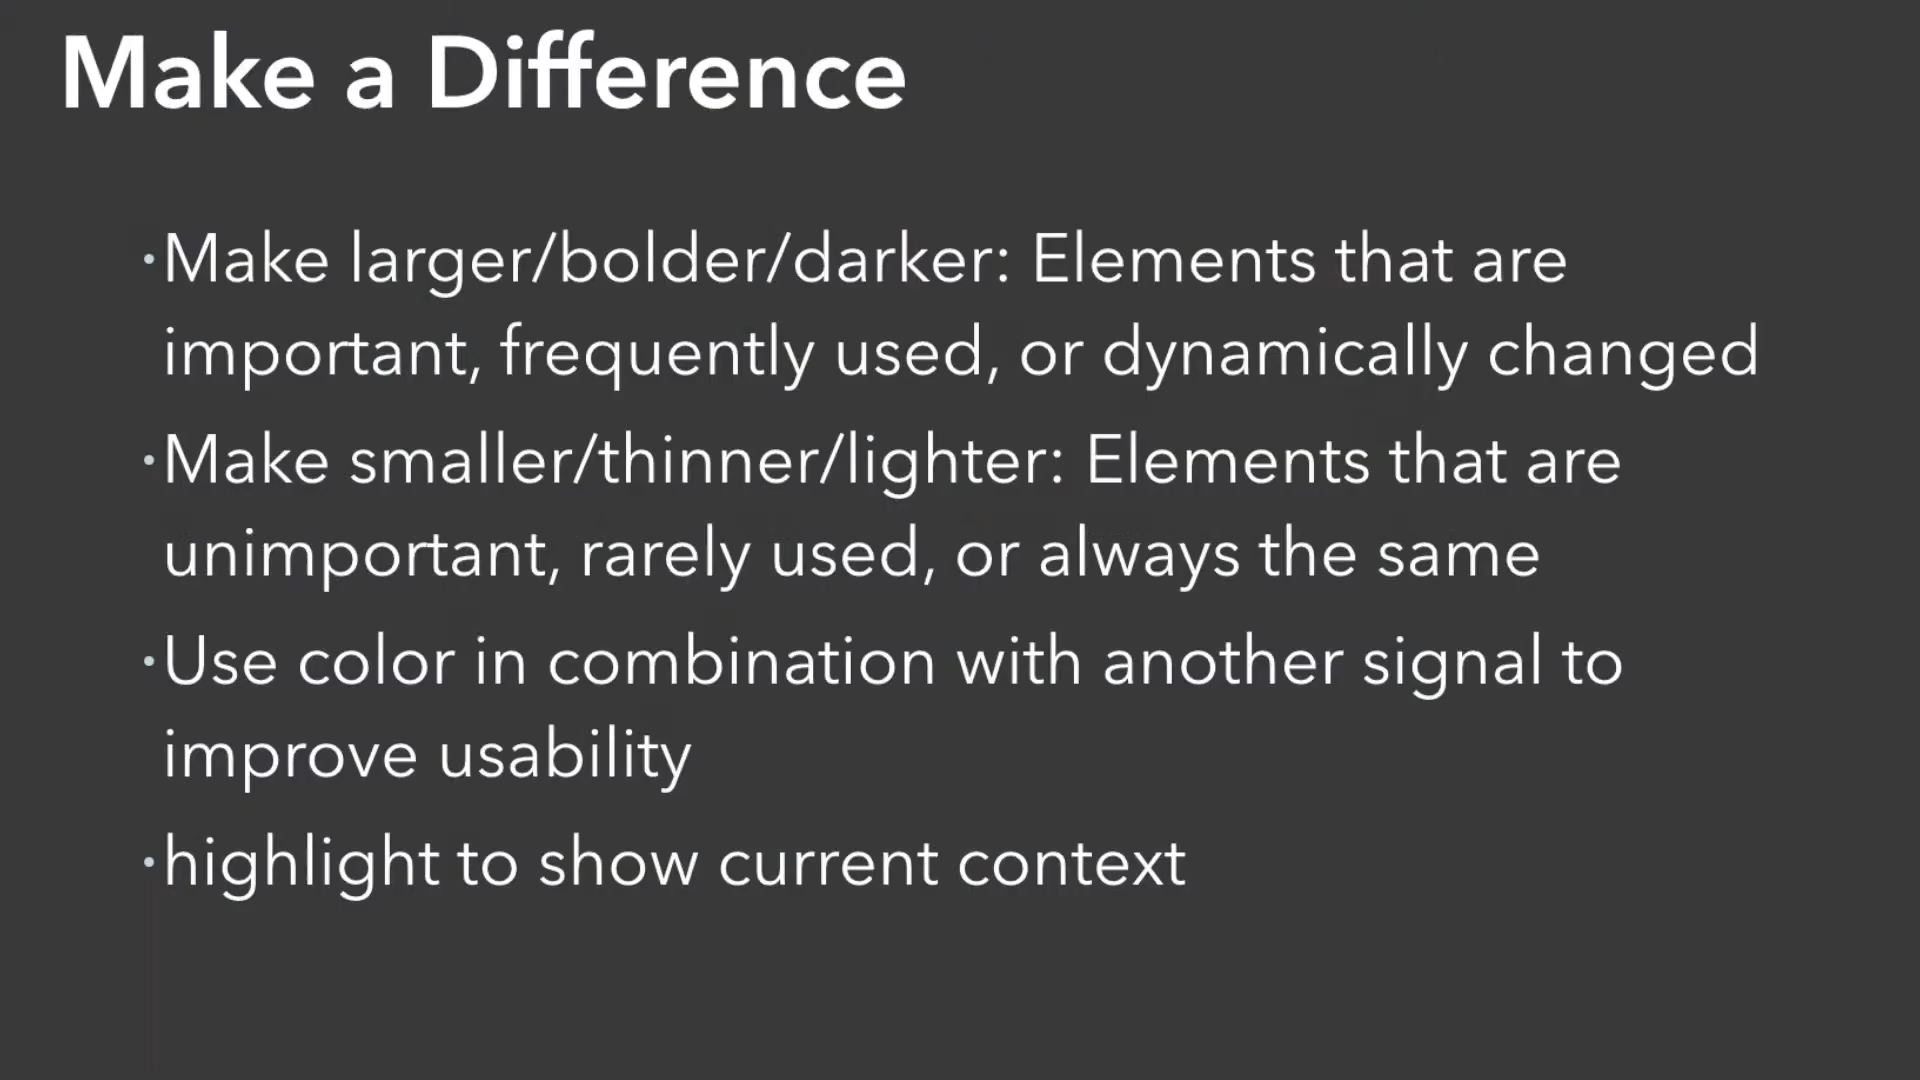 Make a Difference
•Make larger/bolder/darker: Elements that are
important, frequently used, or dynamically changed
•Make smaller/thinner/lighter: Elements that are
unimportant, rarely used, or always the same
•Use color in combination with another signal to
improve usability
•highlight to show current context